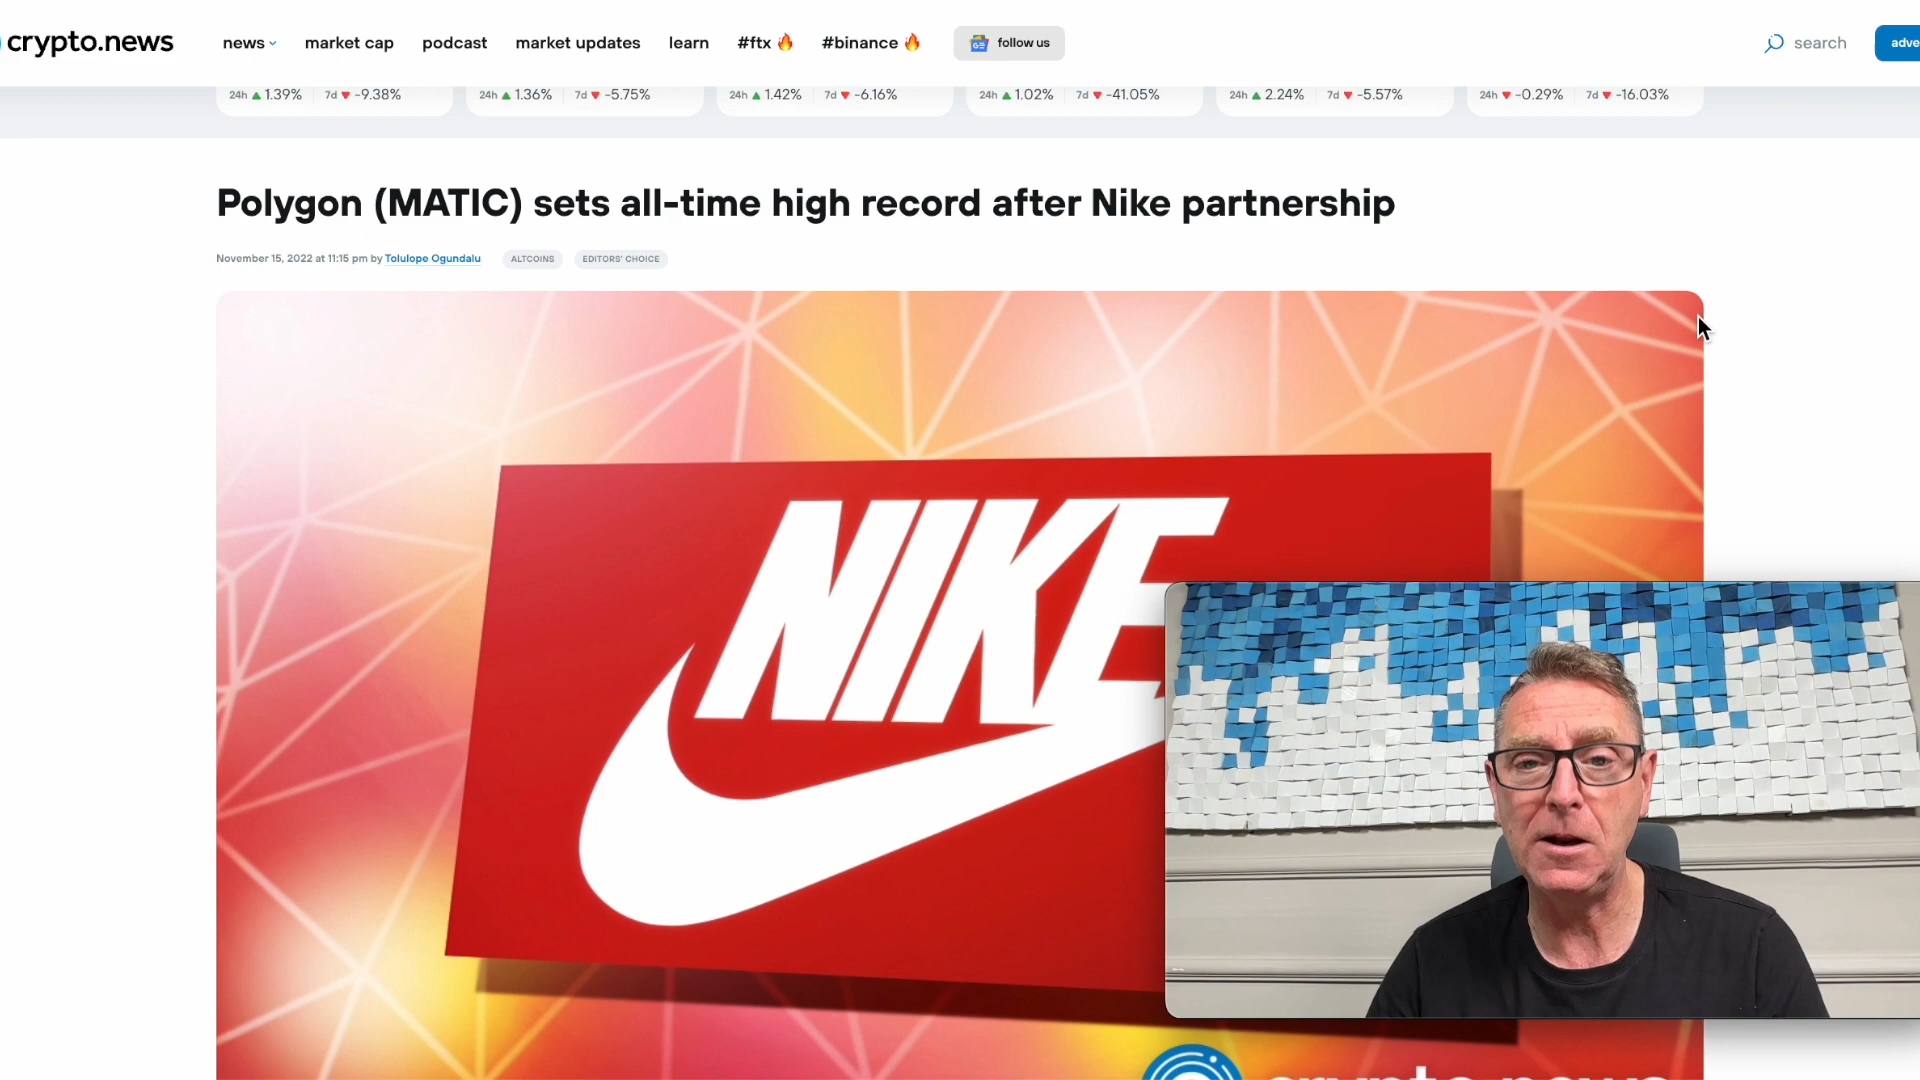 crypto.news
news market cap podcast market updates learn #ftx #binance follow us search adve
24h ▲ 1.39% 7d ▼ -9.38% 24h ▲ 1.36% 7d ▼ -5.75% 24h ▲ 1.42% 7d ▼ -6.16% 24h ▲ 1.02% 7d ▼ -41.05% 24h ▲ 2.24% 7d ▼ -5.57% 24h ▼ -0.29% 7d ▼ -16.03%
Polygon (MATIC) sets all-time high record after Nike partnership
November 15, 2022 at 11:15 pm by Tolulope Ogundalu ALTCOINS EDITORS' CHOICE
NIKE
crypto.news